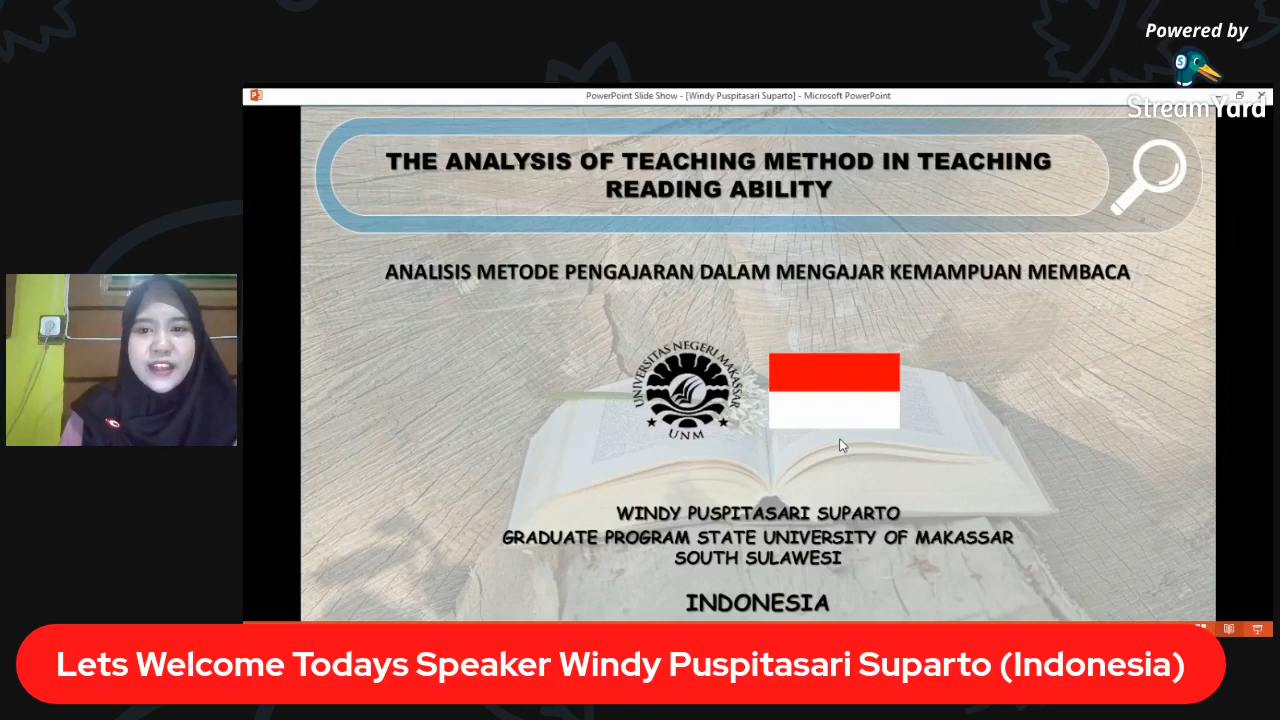 Powered by
StreamYard
PowerPoint Slide Show - [Windy Puspitasari Suparto] - Microsoft PowerPoint
THE ANALYSIS OF TEACHING METHOD IN TEACHING
READING ABILITY
ANALISIS METODE PENGAJARAN DALAM MENGAJAR KEMAMPUAN MEMBACA
UNIVERSITAS NEGERI MAKASSAR
UNM
WINDY PUSPITASARI SUPARTO
GRADUATE PROGRAM STATE UNIVERSITY OF MAKASSAR
SOUTH SULAWESI
INDONESIA
Lets Welcome Todays Speaker Windy Puspitasari Suparto (Indonesia)